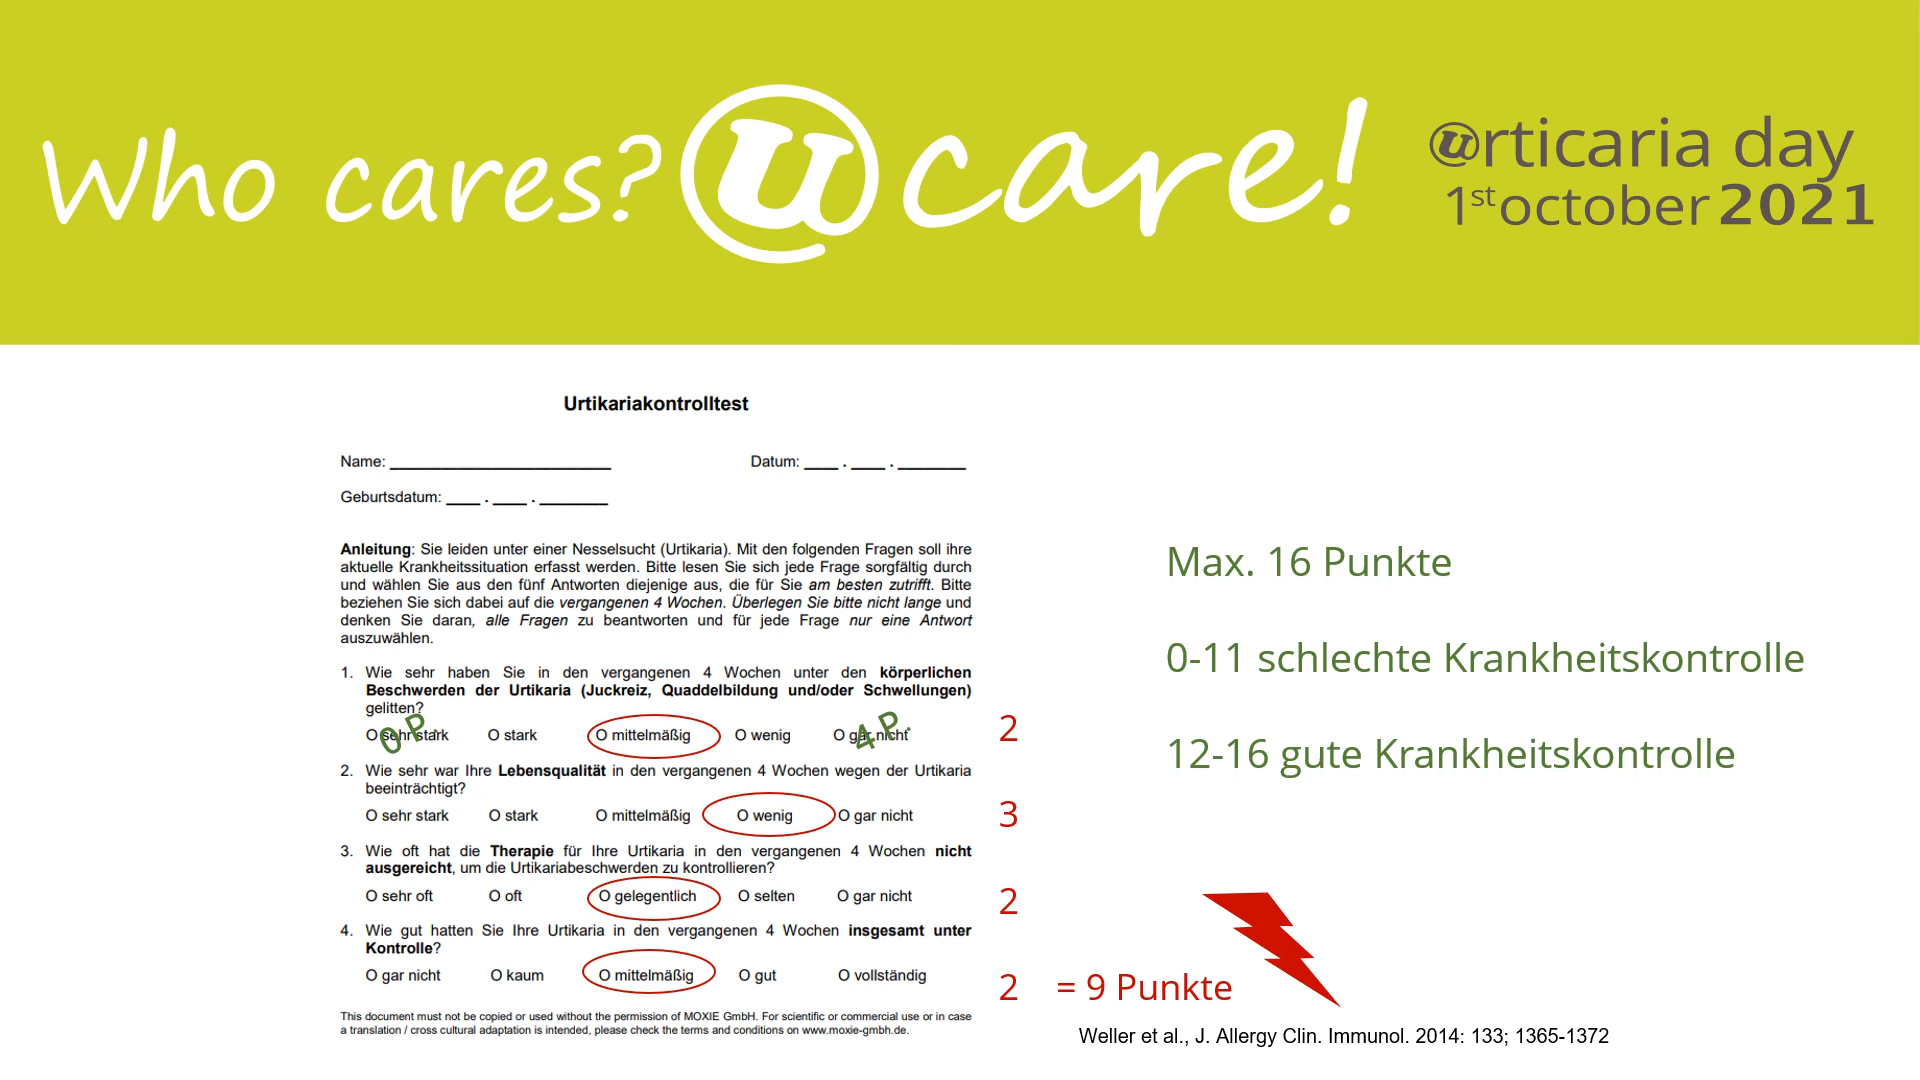 Who cares? @u care!
@urticaria day
1st october 2021
Urtikariakontrolltest
Name: __________ Datum: ____ . ____ . ________
Geburtsdatum: ____ . ____ . ________
Anleitung: Sie leiden unter einer Nesselsucht (Urtikaria). Mit den folgenden Fragen soll ihre
aktuelle Krankheitssituation erfasst werden. Bitte lesen Sie sich jede Frage sorgfältig durch
und wählen Sie aus den fünf Antworten diejenige aus, die für Sie am besten zutrifft. Bitte
beziehen Sie sich dabei auf die vergangenen 4 Wochen. Überlegen Sie bitte nicht lange und
denken Sie daran, alle Fragen zu beantworten und für jede Frage nur eine Antwort
auszuwählen.
1. Wie sehr haben Sie in den vergangenen 4 Wochen unter den körperlichen
Beschwerden der Urtikaria (Juckreiz, Quaddelbildung und/oder Schwellungen)
gelitten?
0 P. 4 P.
O sehr stark O stark O mittelmäßig O wenig O gar nicht 2
2. Wie sehr war Ihre Lebensqualität in den vergangenen 4 Wochen wegen der Urtikaria
beeinträchtigt?
O sehr stark O stark O mittelmäßig O wenig O gar nicht 3
3. Wie oft hat die Therapie für Ihre Urtikaria in den vergangenen 4 Wochen nicht
ausgereicht, um die Urtikariabeschwerden zu kontrollieren?
O sehr oft O oft O gelegentlich O selten O gar nicht 2
4. Wie gut hatten Sie Ihre Urtikaria in den vergangenen 4 Wochen insgesamt unter
Kontrolle?
O gar nicht O kaum O mittelmäßig O gut O vollständig 2 = 9 Punkte
This document must not be copied or used without the permission of MOXIE GmbH. For scientific or commercial use or in case
a translation / cross cultural adaptation is intended, please check the terms and conditions on www.moxie-gmbh.de.
Max. 16 Punkte
0-11 schlechte Krankheitskontrolle
12-16 gute Krankheitskontrolle
Weller et al., J. Allergy Clin. Immunol. 2014: 133; 1365-1372